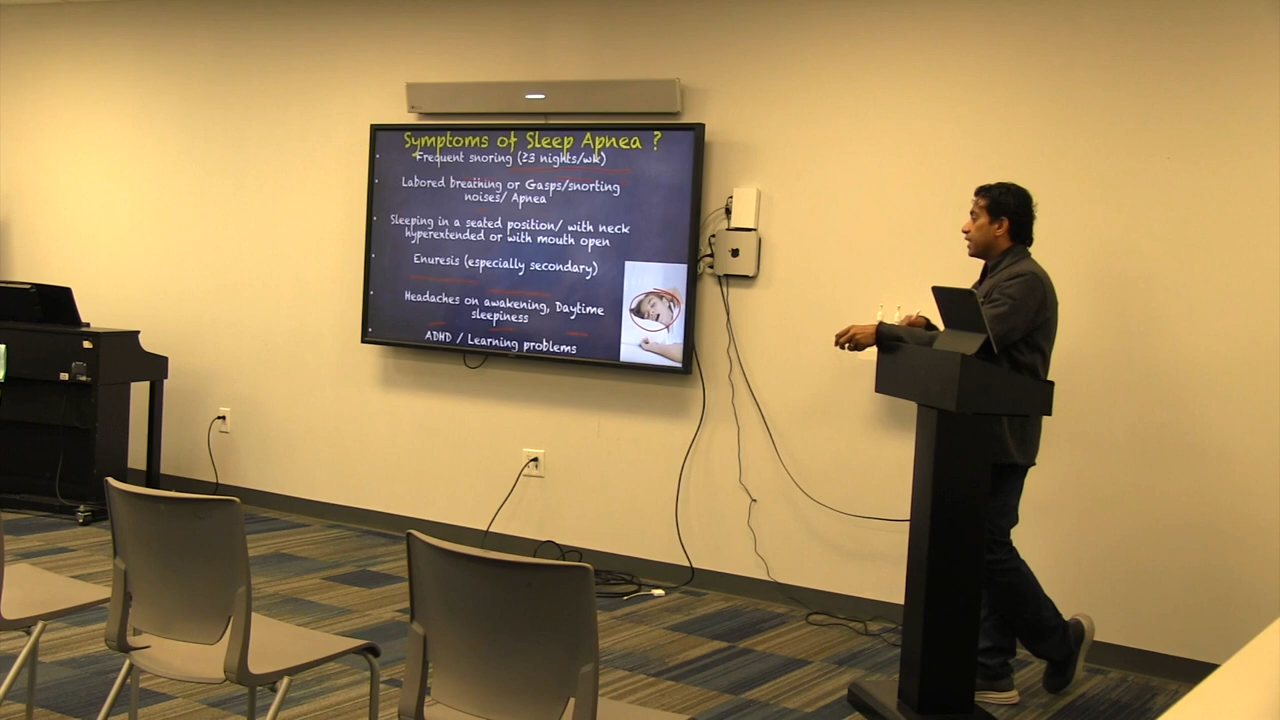 Symptoms of Sleep Apnea ?
Frequent snoring (≥3 nights/wk)
Labored breathing or Gasps/snorting
noises/ Apnea
Sleeping in a seated position/ with neck
hyperextended or with mouth open
Enuresis (especially secondary)
Headaches on awakening, Daytime
sleepiness
ADHD / Learning problems